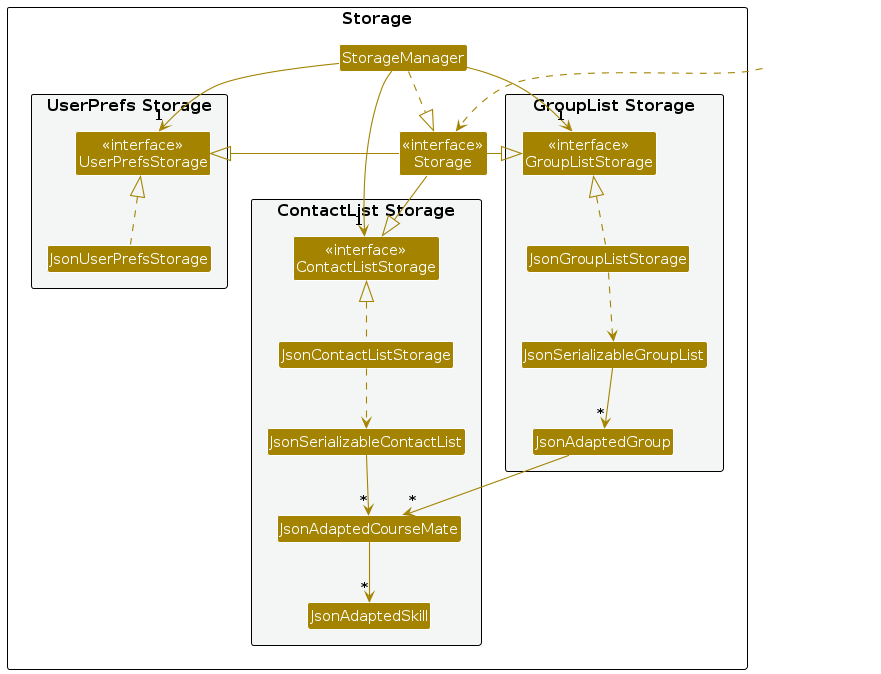 Storage
StorageManager
UserPrefs Storage
GroupList Storage
1
1
«interface»
UserPrefsStorage
«interface»
Storage
«interface»
GroupListStorage
ContactList Storage
1
«interface»
ContactListStorage
JsonUserPrefsStorage
JsonGroupListStorage
JsonContactListStorage
JsonSerializableGroupList
*
JsonSerializableContactList
JsonAdaptedGroup
*
*
JsonAdaptedCourseMate
*
JsonAdaptedSkill